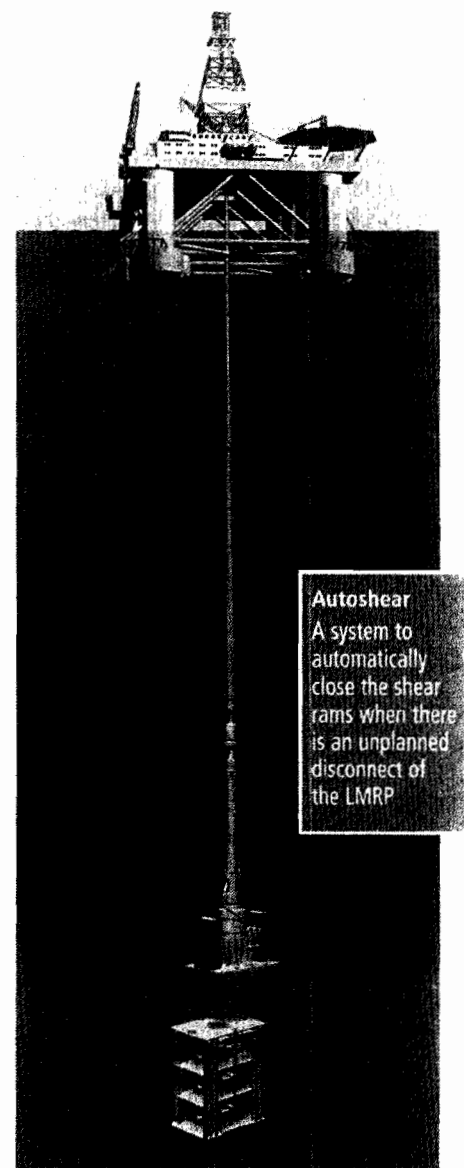 Autoshear
A system to
automatically
close the shear
rams when there
is an unplanned
disconnect of
the LMRP